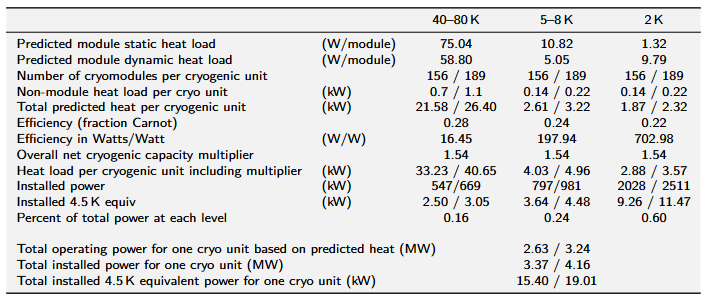 40–80 K 5–8 K 2 K
Predicted module static heat load (W/module) 75.04 10.82 1.32
Predicted module dynamic heat load (W/module) 58.80 5.05 9.79
Number of cryomodules per cryogenic unit 156 / 189 156 / 189 156 / 189
Non-module heat load per cryo unit (kW) 0.7 / 1.1 0.14 / 0.22 0.14 / 0.22
Total predicted heat per cryogenic unit (kW) 21.58 / 26.40 2.61 / 3.22 1.87 / 2.32
Efficiency (fraction Carnot) 0.28 0.24 0.22
Efficiency in Watts/Watt (W/W) 16.45 197.94 702.98
Overall net cryogenic capacity multiplier 1.54 1.54 1.54
Heat load per cryogenic unit including multiplier (kW) 33.23 / 40.65 4.03 / 4.96 2.88 / 3.57
Installed power (kW) 547/669 797/981 2028 / 2511
Installed 4.5 K equiv (kW) 2.50 / 3.05 3.64 / 4.48 9.26 / 11.47
Percent of total power at each level 0.16 0.24 0.60
Total operating power for one cryo unit based on predicted heat (MW) 2.63 / 3.24
Total installed power for one cryo unit (MW) 3.37 / 4.16
Total installed 4.5 K equivalent power for one cryo unit (kW) 15.40 / 19.01